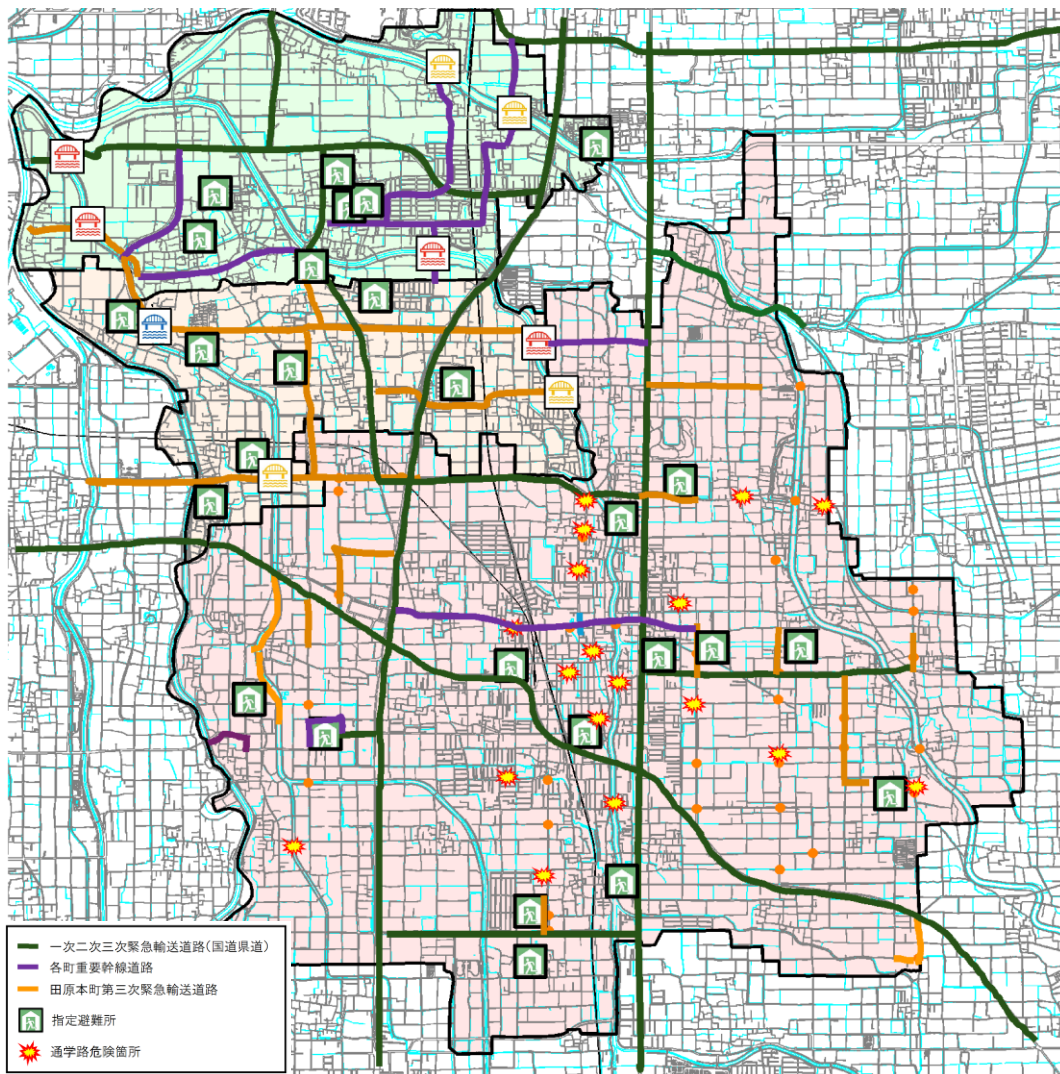 一次二次三次緊急輸送道路(国道県道)
各町重要幹線道路
田原本町第三次緊急輸送道路
指定避難所
通学路危険箇所